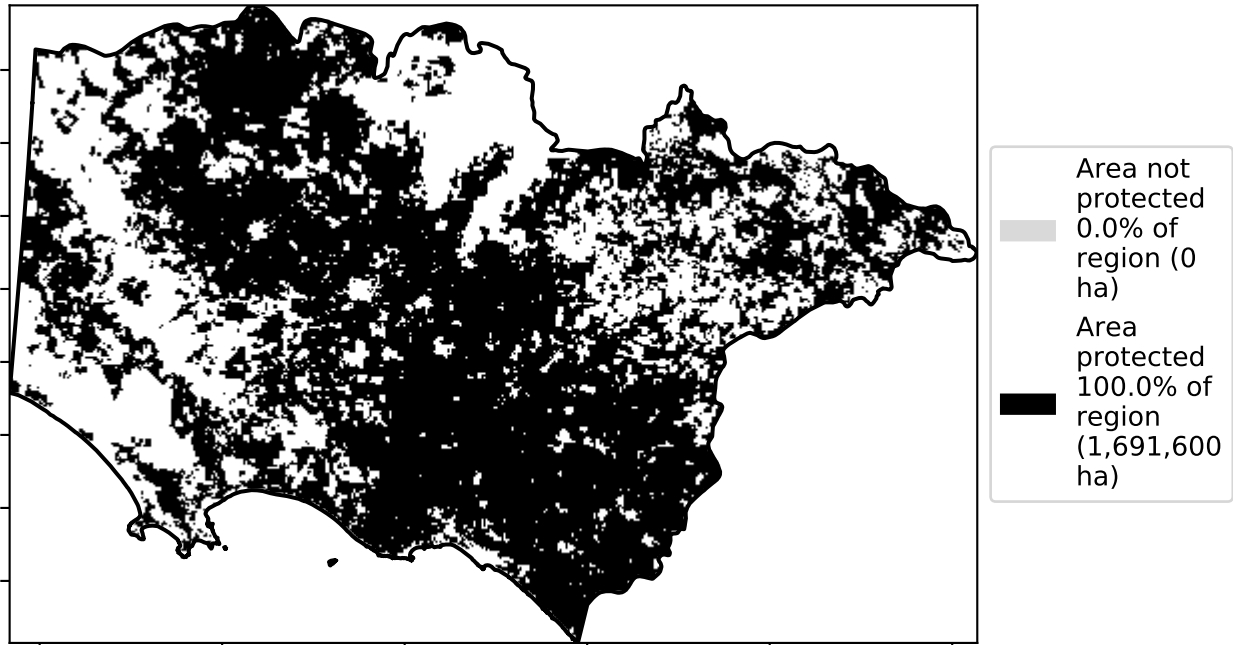 Area not
protected
0.0% of
region (0
ha)
Area
protected
100.0% of
region
(1,691,600
ha)